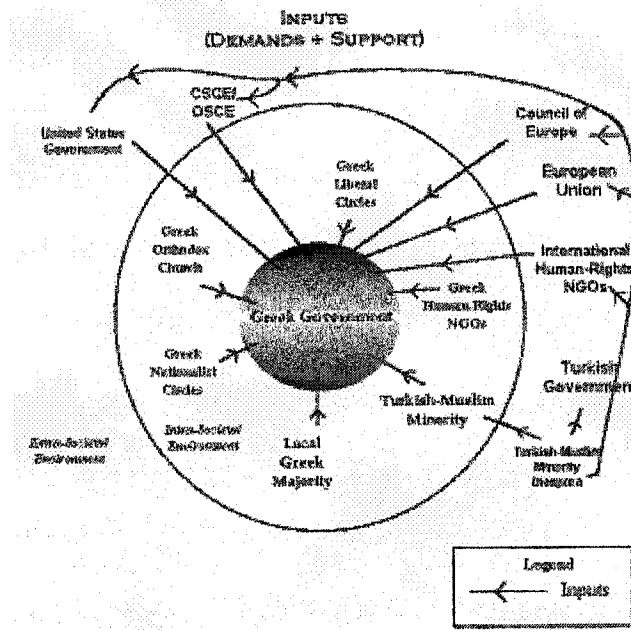 INPUTS
(DEMANDS + SUPPORT)
CSCE/
OSCE
United States
Government
Council of
Europe
Greek
Liberal
Circles
European
Union
Greek
Orthodox
Church
International
Human-Rights
NGOs
Greek Government
Greek
Human-Rights
NGOs
Greek
Nationalist
Circles
Turkish
Government
Turkish-Muslim
Minority
Extra-Societal
Environment
Intra-Societal
Environment
Local
Greek
Majority
Turkish-Muslim
Minority
Diaspora
Legend
Inputs